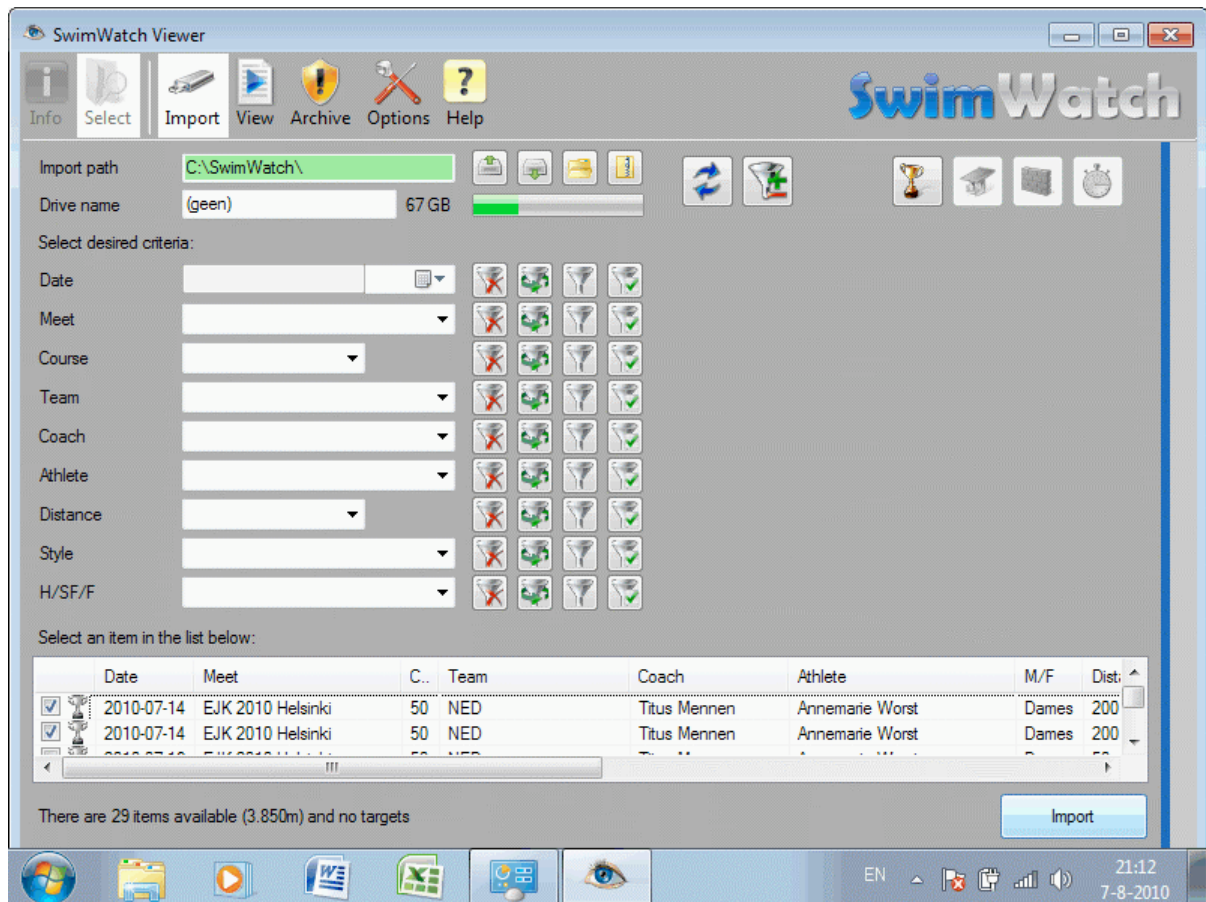 SwimWatch Viewer
Info Select Import View Archive Options Help
SwimWatch
Import path C:\SwimWatch\
Drive name (geen) 67 GB
Select desired criteria:
Date
Meet
Course
Team
Coach
Athlete
Distance
Style
H/SF/F
Select an item in the list below:
Date Meet C.. Team Coach Athlete M/F Dist
2010-07-14 EJK 2010 Helsinki 50 NED Titus Mennen Annemarie Worst Dames 200
2010-07-14 EJK 2010 Helsinki 50 NED Titus Mennen Annemarie Worst Dames 200
There are 29 items available (3.850m) and no targets
Import
EN 21:12
7-8-2010